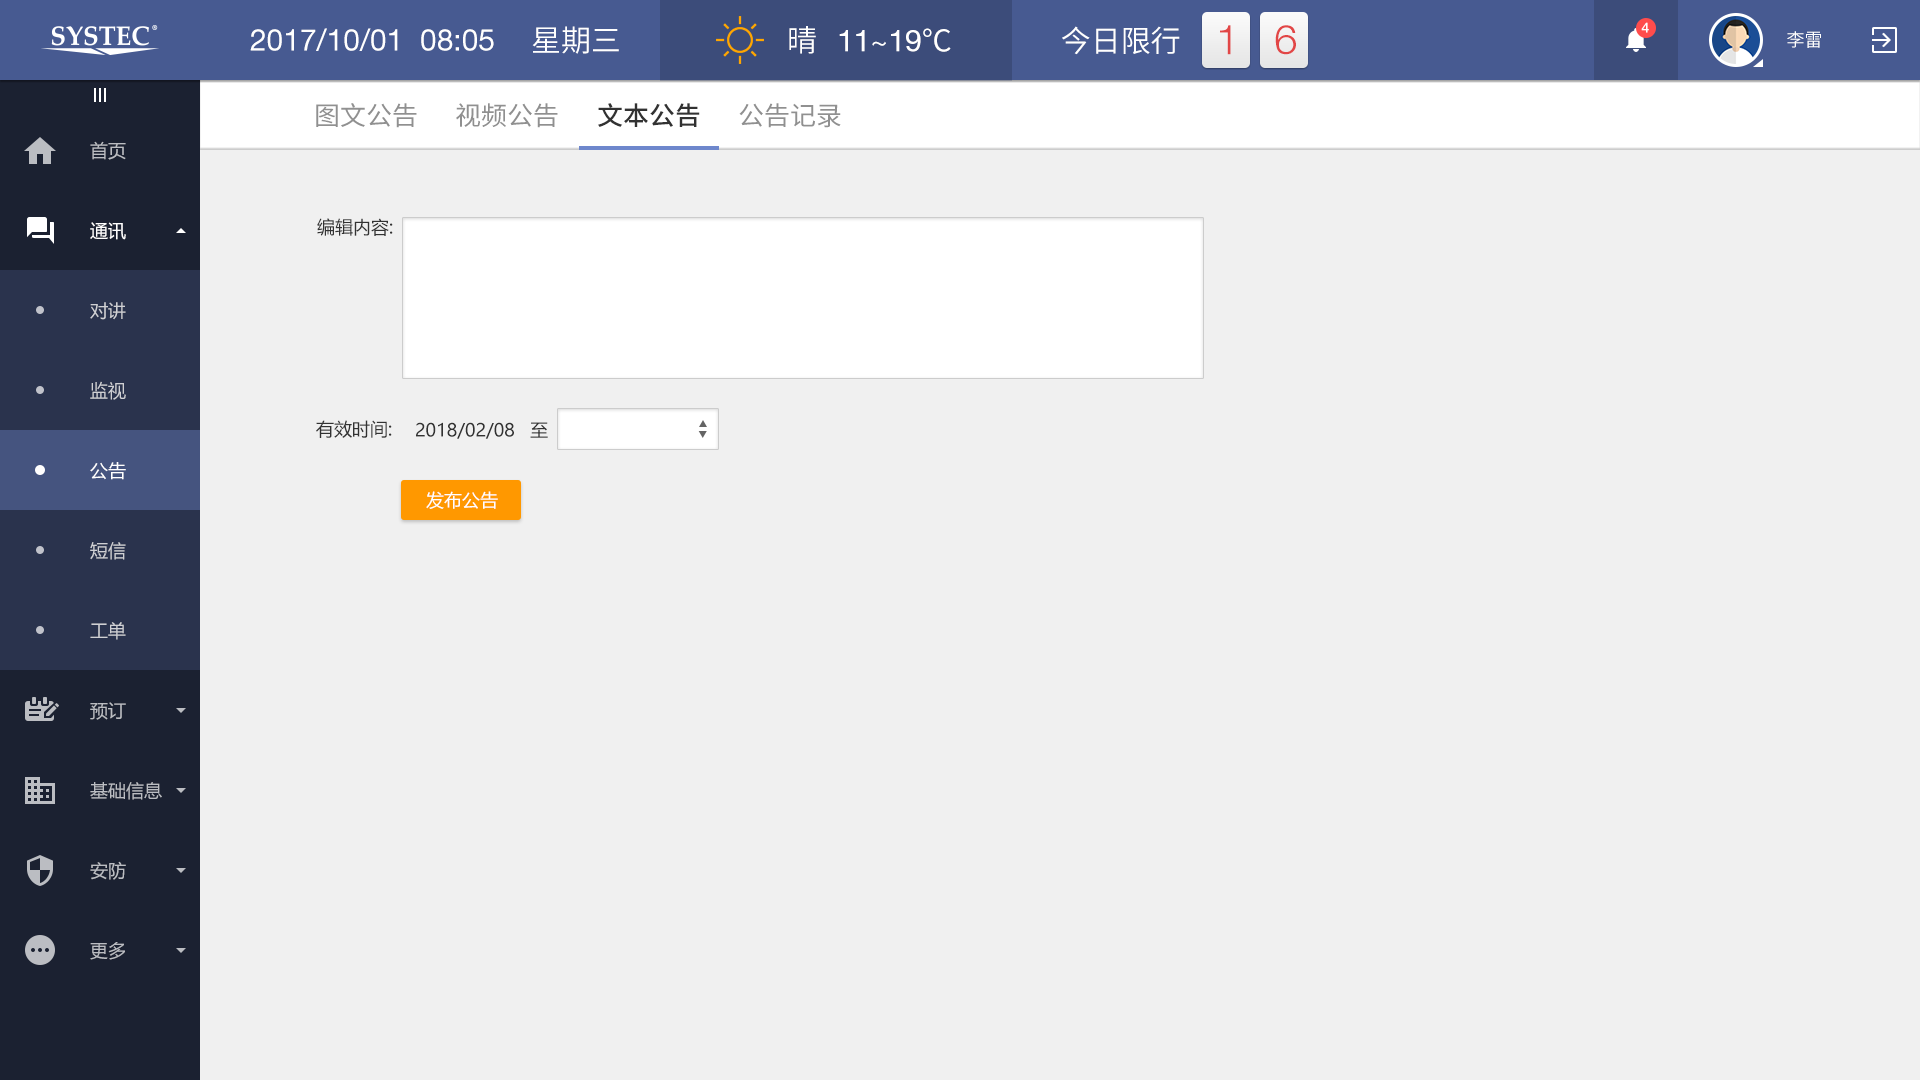 SYSTEC®
2017/10/01 08:05 星期三
晴 11~19°C
今日限行 1 6
4
李雷
首页
通讯
对讲
监视
公告
短信
工单
预订
基础信息
安防
更多
图文公告 视频公告 文本公告 公告记录
编辑内容:
有效时间: 2018/02/08 至
发布公告